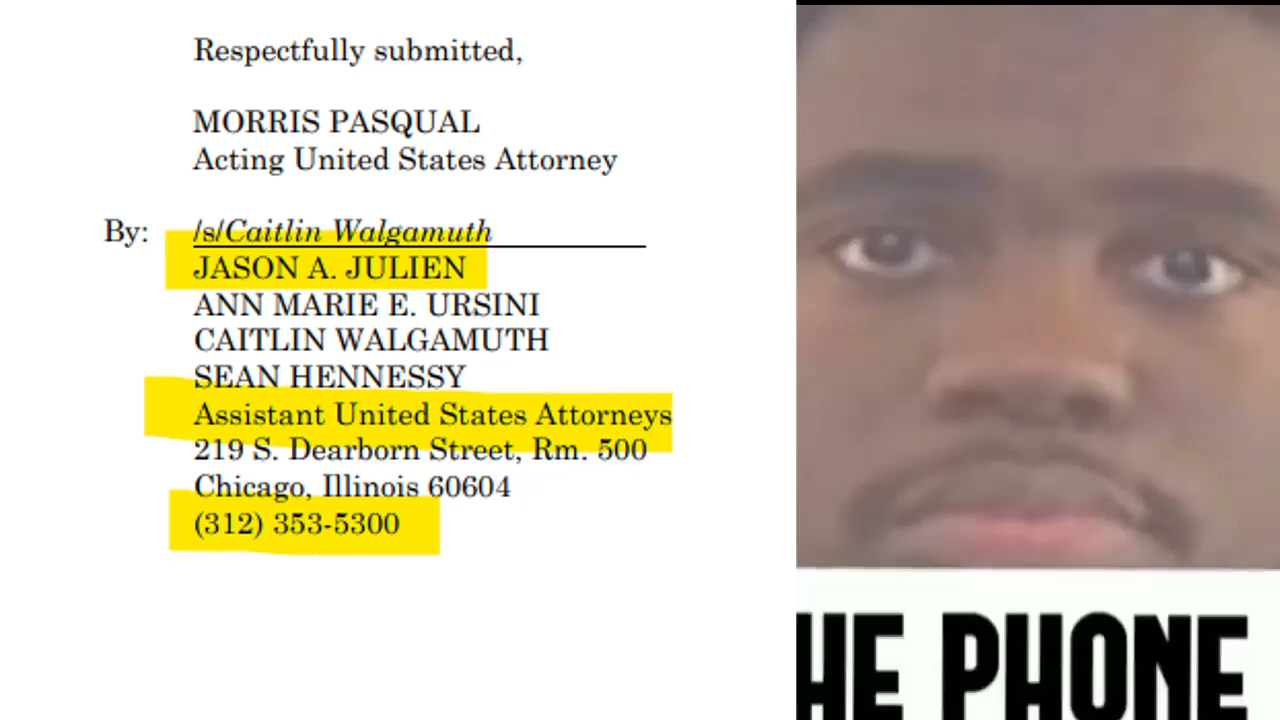 Respectfully submitted,
MORRIS PASQUAL
Acting United States Attorney
By: /s/Caitlin Walgamuth
JASON A. JULIEN
ANN MARIE E. URSINI
CAITLIN WALGAMUTH
SEAN HENNESSY
Assistant United States Attorneys
219 S. Dearborn Street, Rm. 500
Chicago, Illinois 60604
(312) 353-5300
HE PHONE